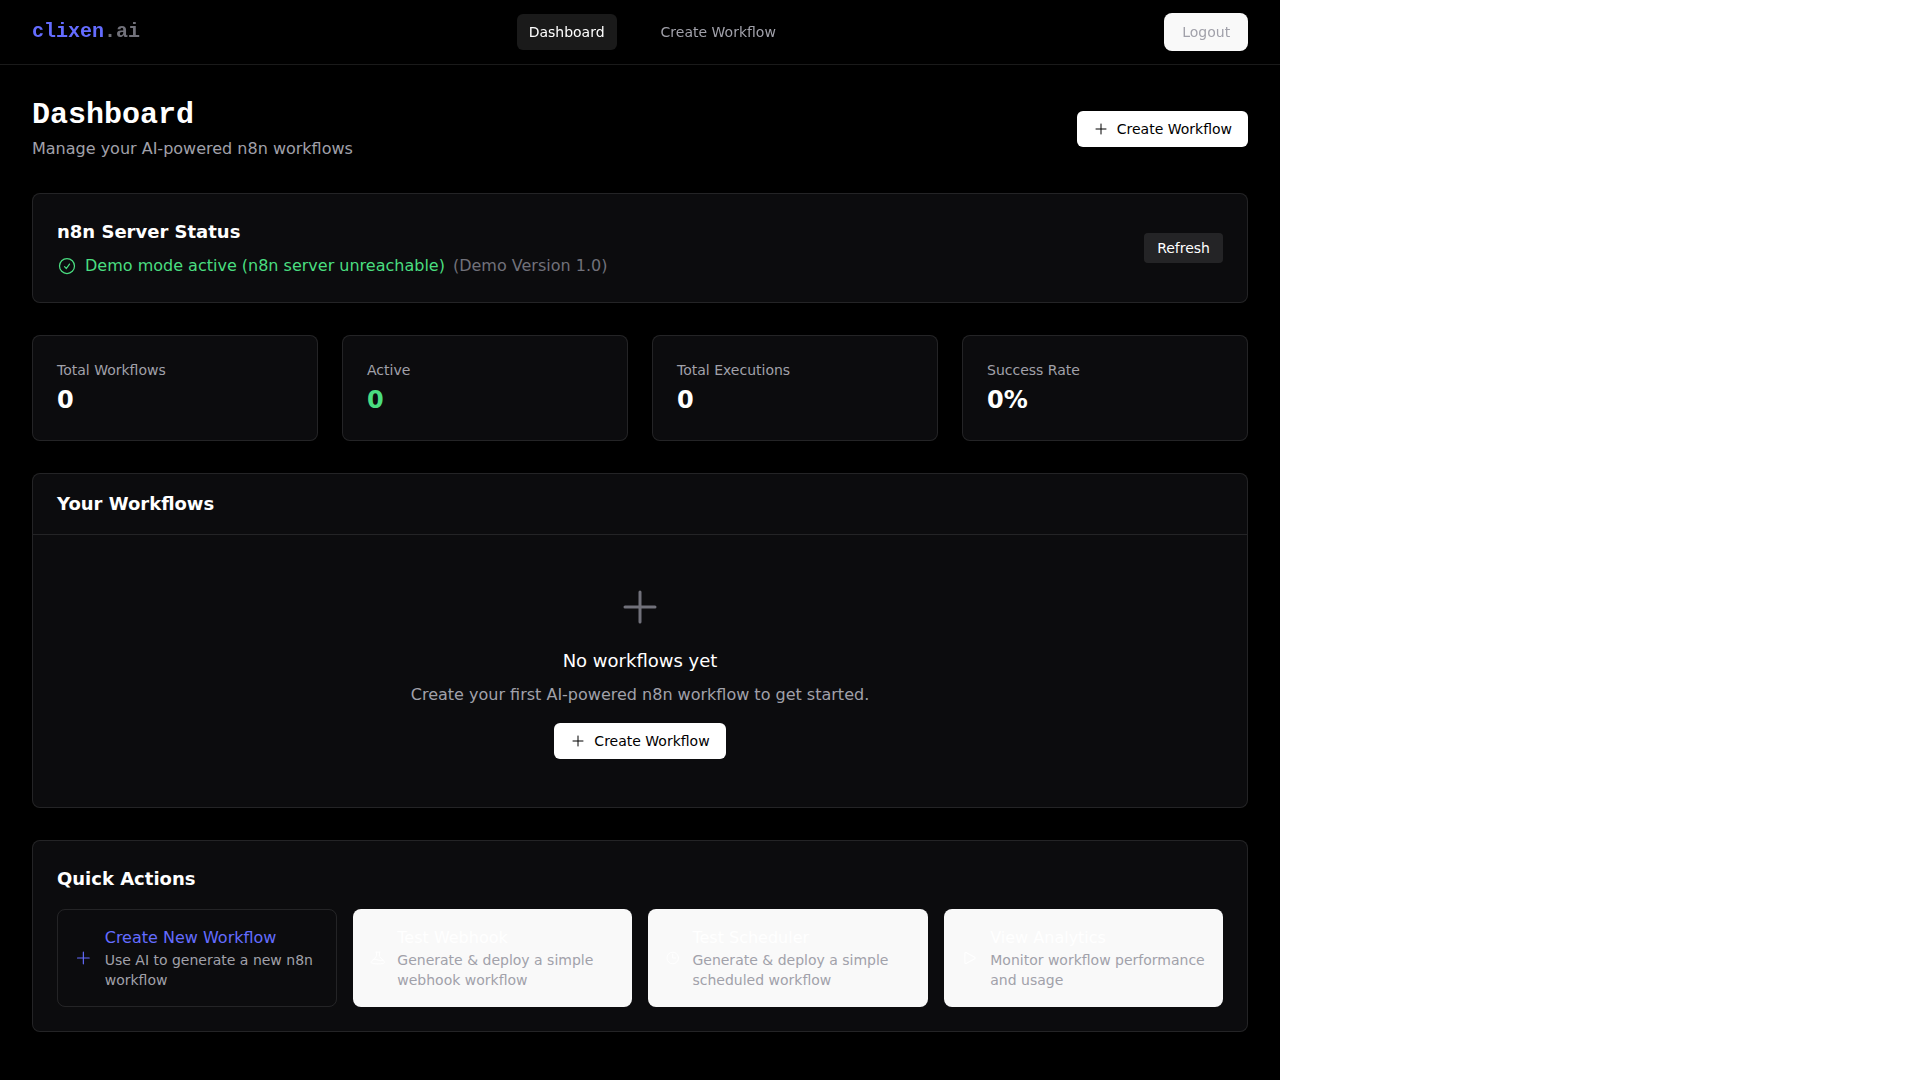 clixen.ai
Dashboard
Create Workflow
Logout
Dashboard
Manage your AI-powered n8n workflows
Create Workflow
n8n Server Status
Demo mode active (n8n server unreachable) (Demo Version 1.0)
Refresh
Total Workflows
0
Active
0
Total Executions
0
Success Rate
0%
Your Workflows
No workflows yet
Create your first AI-powered n8n workflow to get started.
Create Workflow
Quick Actions
Create New Workflow
Use AI to generate a new n8n
workflow
Test Webhook
Generate & deploy a simple
webhook workflow
Test Scheduler
Generate & deploy a simple
scheduled workflow
View Analytics
Monitor workflow performance
and usage